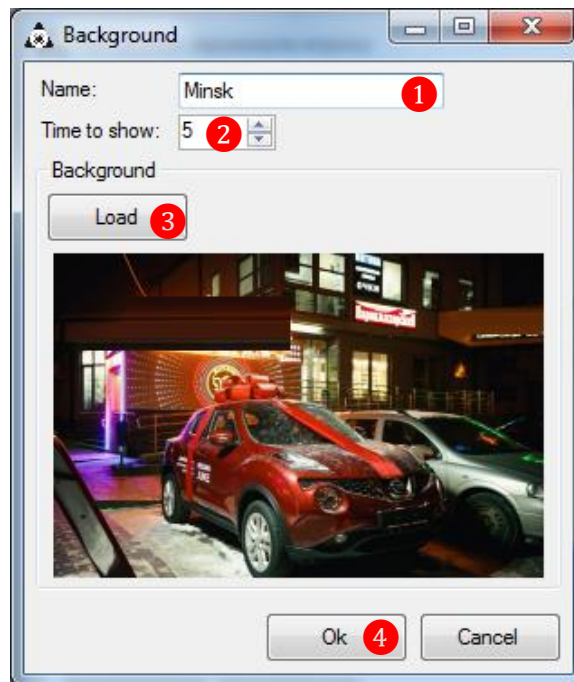 Background
Name: Minsk 1
Time to show: 5 2
Background
Load 3
Ok 4 Cancel